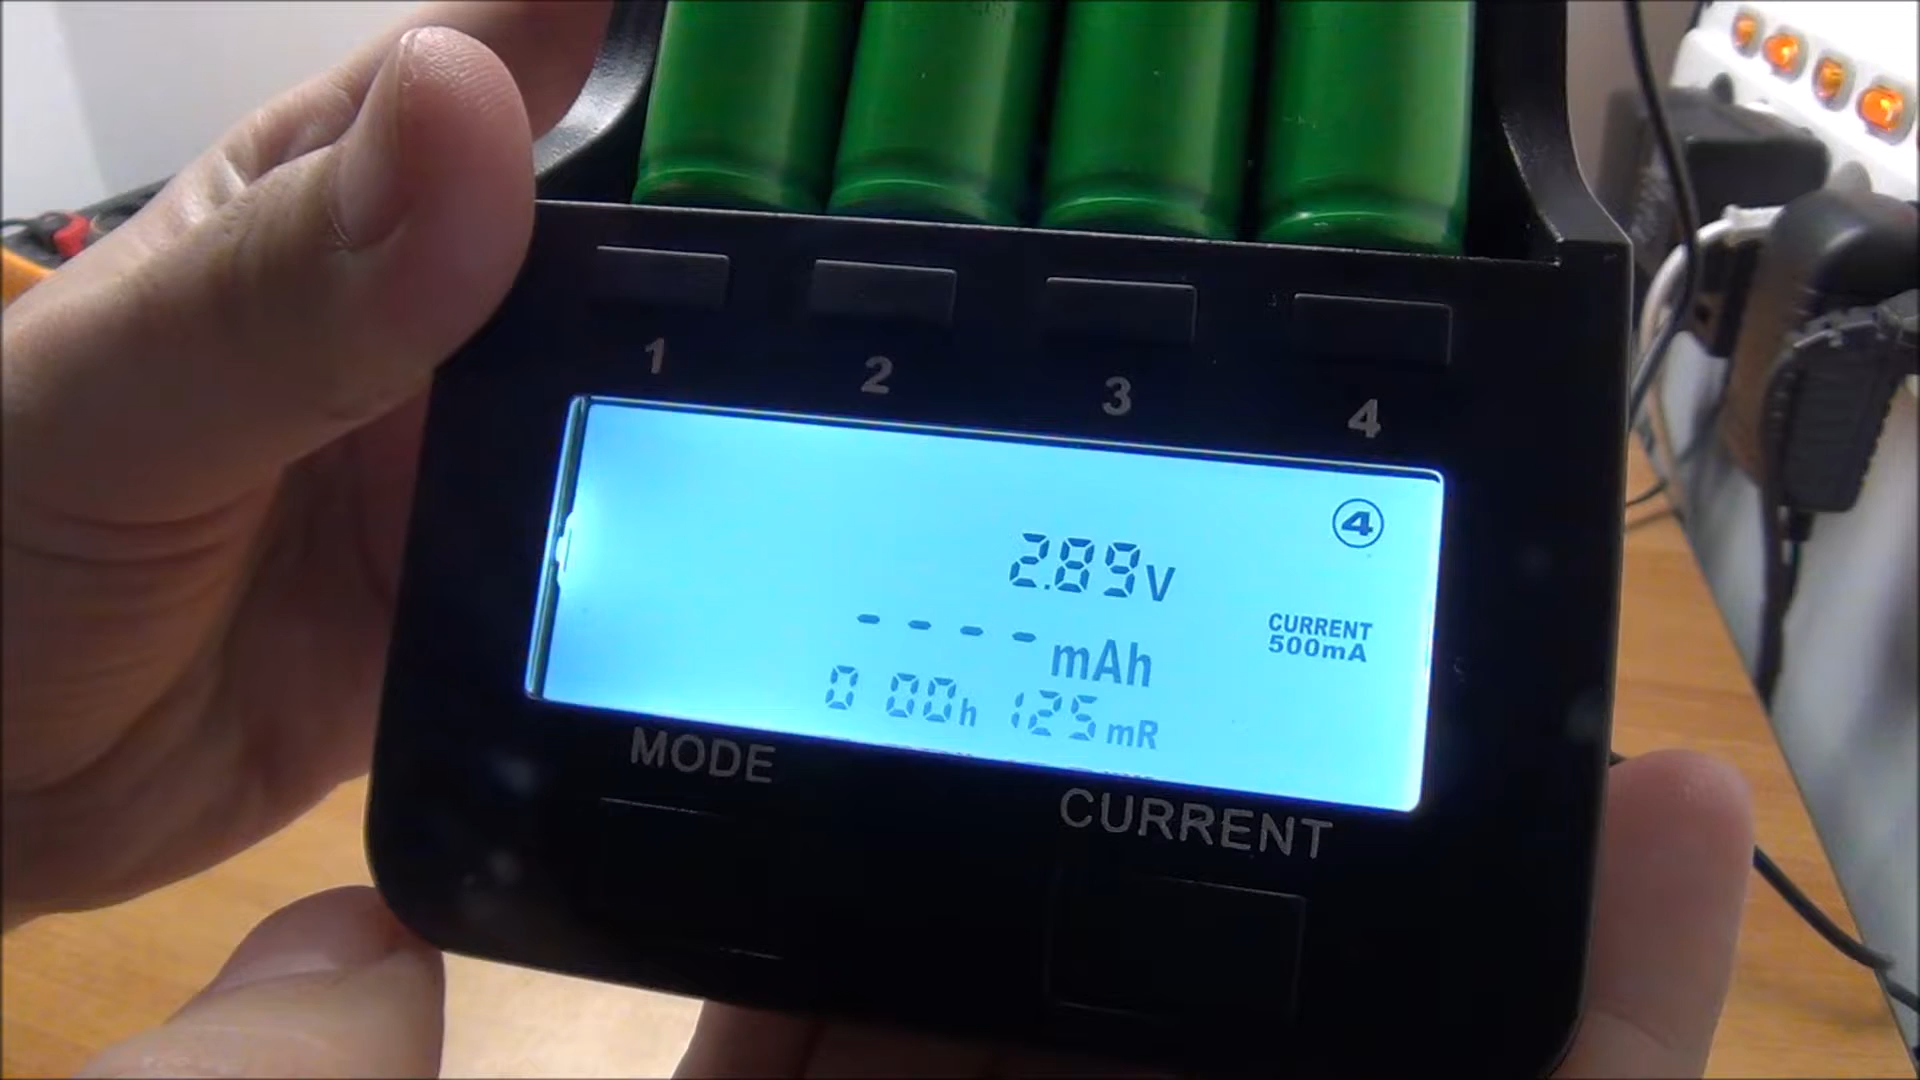 1 2 3 4
4
2.89V
CURRENT
500mA
- - - - mAh
0 00h 125mR
MODE
CURRENT